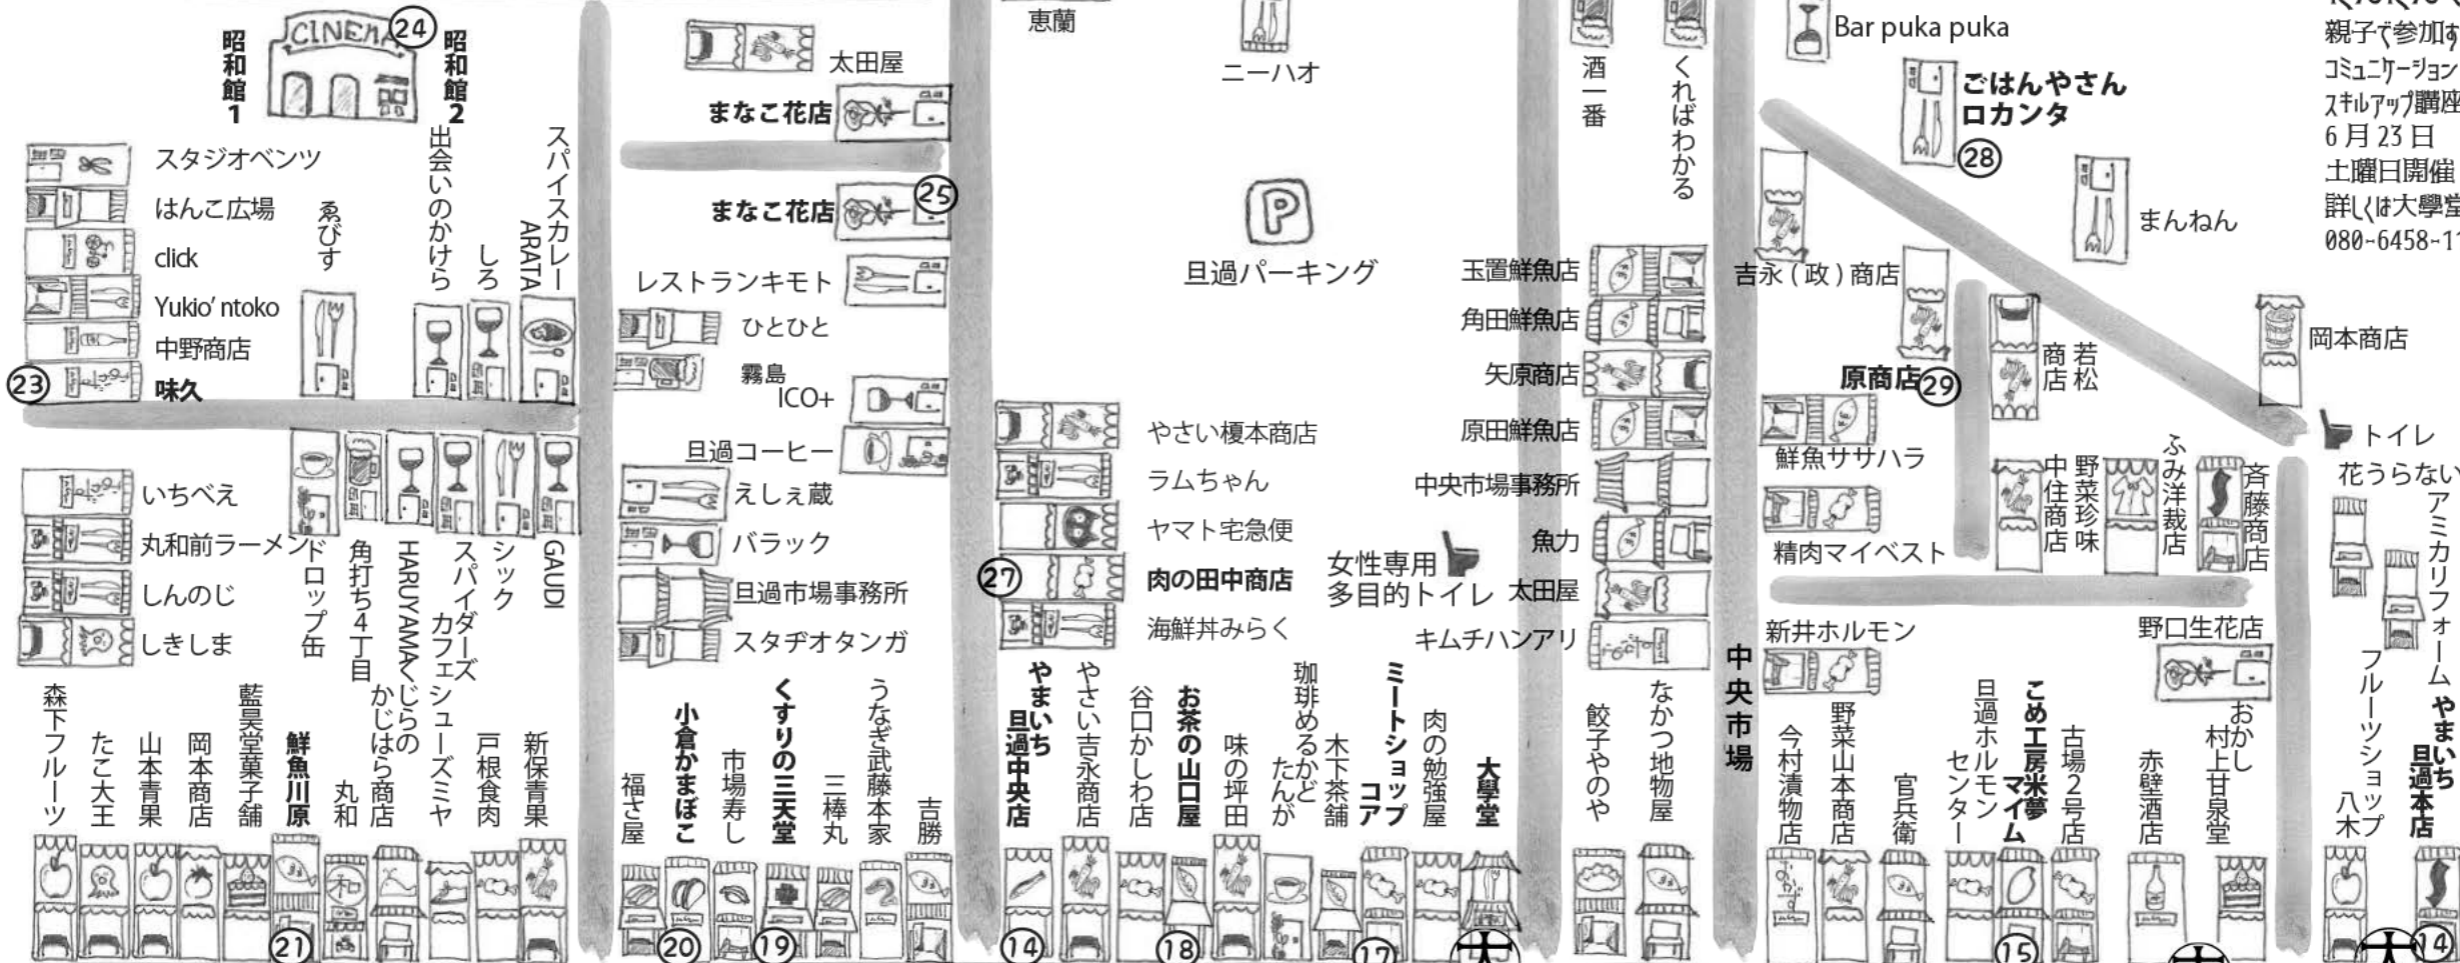 昭和館1
CINEMA
24
昭和館2
スタジオベンツ
はんこ広場
click
Yukio’ ntoko
中野商店
23
味久
ゑびす
出会いのかけら
しろ
スパイスカレー
ARATA
いちべえ
丸和前ラーメン
しんのじ
しきしま
ドロップ缶
角打ち4丁目
HARUYAMA
スパイダーズ
カフェ
シック
GAUDI
森下フルーツ
たこ大王
山本青果
岡本商店
藍昊堂菓子舗
鮮魚川原
21
丸和
くじらの
かじはら商店
シューズミヤ
戸根食肉
新保青果
太田屋
まなこ花店
まなこ花店
25
レストランキモト
ひとひと
霧島
ICO+
旦過コーヒー
えしぇ蔵
バラック
旦過市場事務所
スタヂオタンガ
福さ屋
小倉かまぼこ
20
市場寿し
くすりの三天堂
19
三棒丸
うなぎ武藤本家
吉勝
恵蘭
ニーハオ
P
旦過パーキング
やさい榎本商店
ラムちゃん
ヤマト宅急便
27
肉の田中商店
海鮮丼みらく
女性専用
多目的トイレ
やまいち
旦過中央店
14
やさい吉永商店
谷口かしわ店
お茶の山口屋
18
味の坪田
珈琲めるかど
たんが
木下茶舗
ミートショップ
コア
17
肉の勉強屋
大學堂
酒一番
くればわかる
玉置鮮魚店
角田鮮魚店
矢原商店
原田鮮魚店
中央市場事務所
魚力
太田屋
キムチハンアリ
餃子やのや
なかつ地物屋
中央市場
Bar puka puka
ごはんやさん
ロカンタ
28
まんねん
吉永(政)商店
原商店
29
若松
商店
岡本商店
鮮魚ササハラ
精肉マイベスト
野菜珍味
中住商店
ふみ洋裁店
斉藤商店
新井ホルモン
野口生花店
今村漬物店
おかず
野菜山本商店
官兵衛
旦過ホルモン
センター
こめ工房米夢
マイム
15
古場2号店
赤壁酒店
おかし
村上甘泉堂
トイレ
花うらない
アミカリフォーム
フルーツショップ
八木
やまいち
旦過本店
14
親子で参加す
コミュニケーション
スキルアップ講座
6月23日
土曜日開催
詳しくは大學堂
080-6458-1